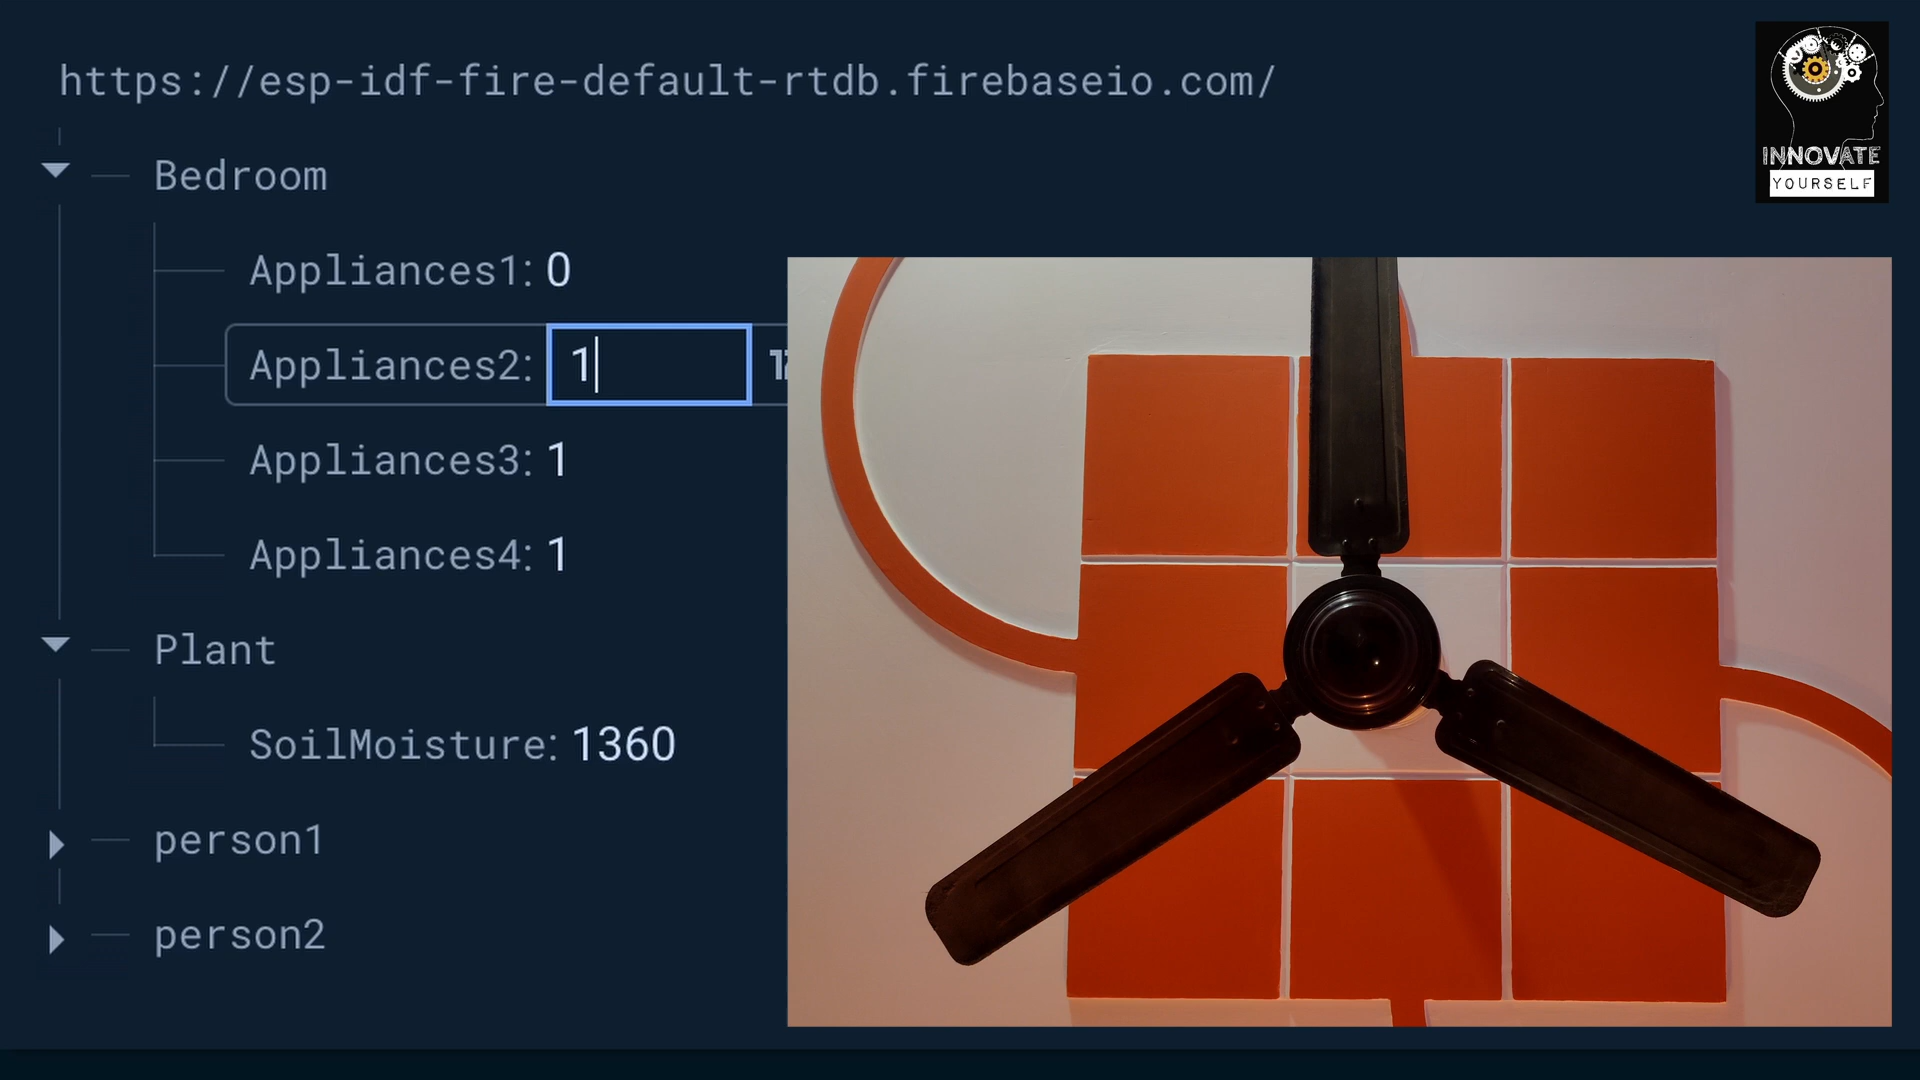 https://esp-idf-fire-default-rtdb.firebaseio.com/
INNOVATE
YOURSELF
Bedroom
Appliances1: 0
Appliances2: 1
Appliances3: 1
Appliances4: 1
Plant
SoilMoisture: 1360
person1
person2